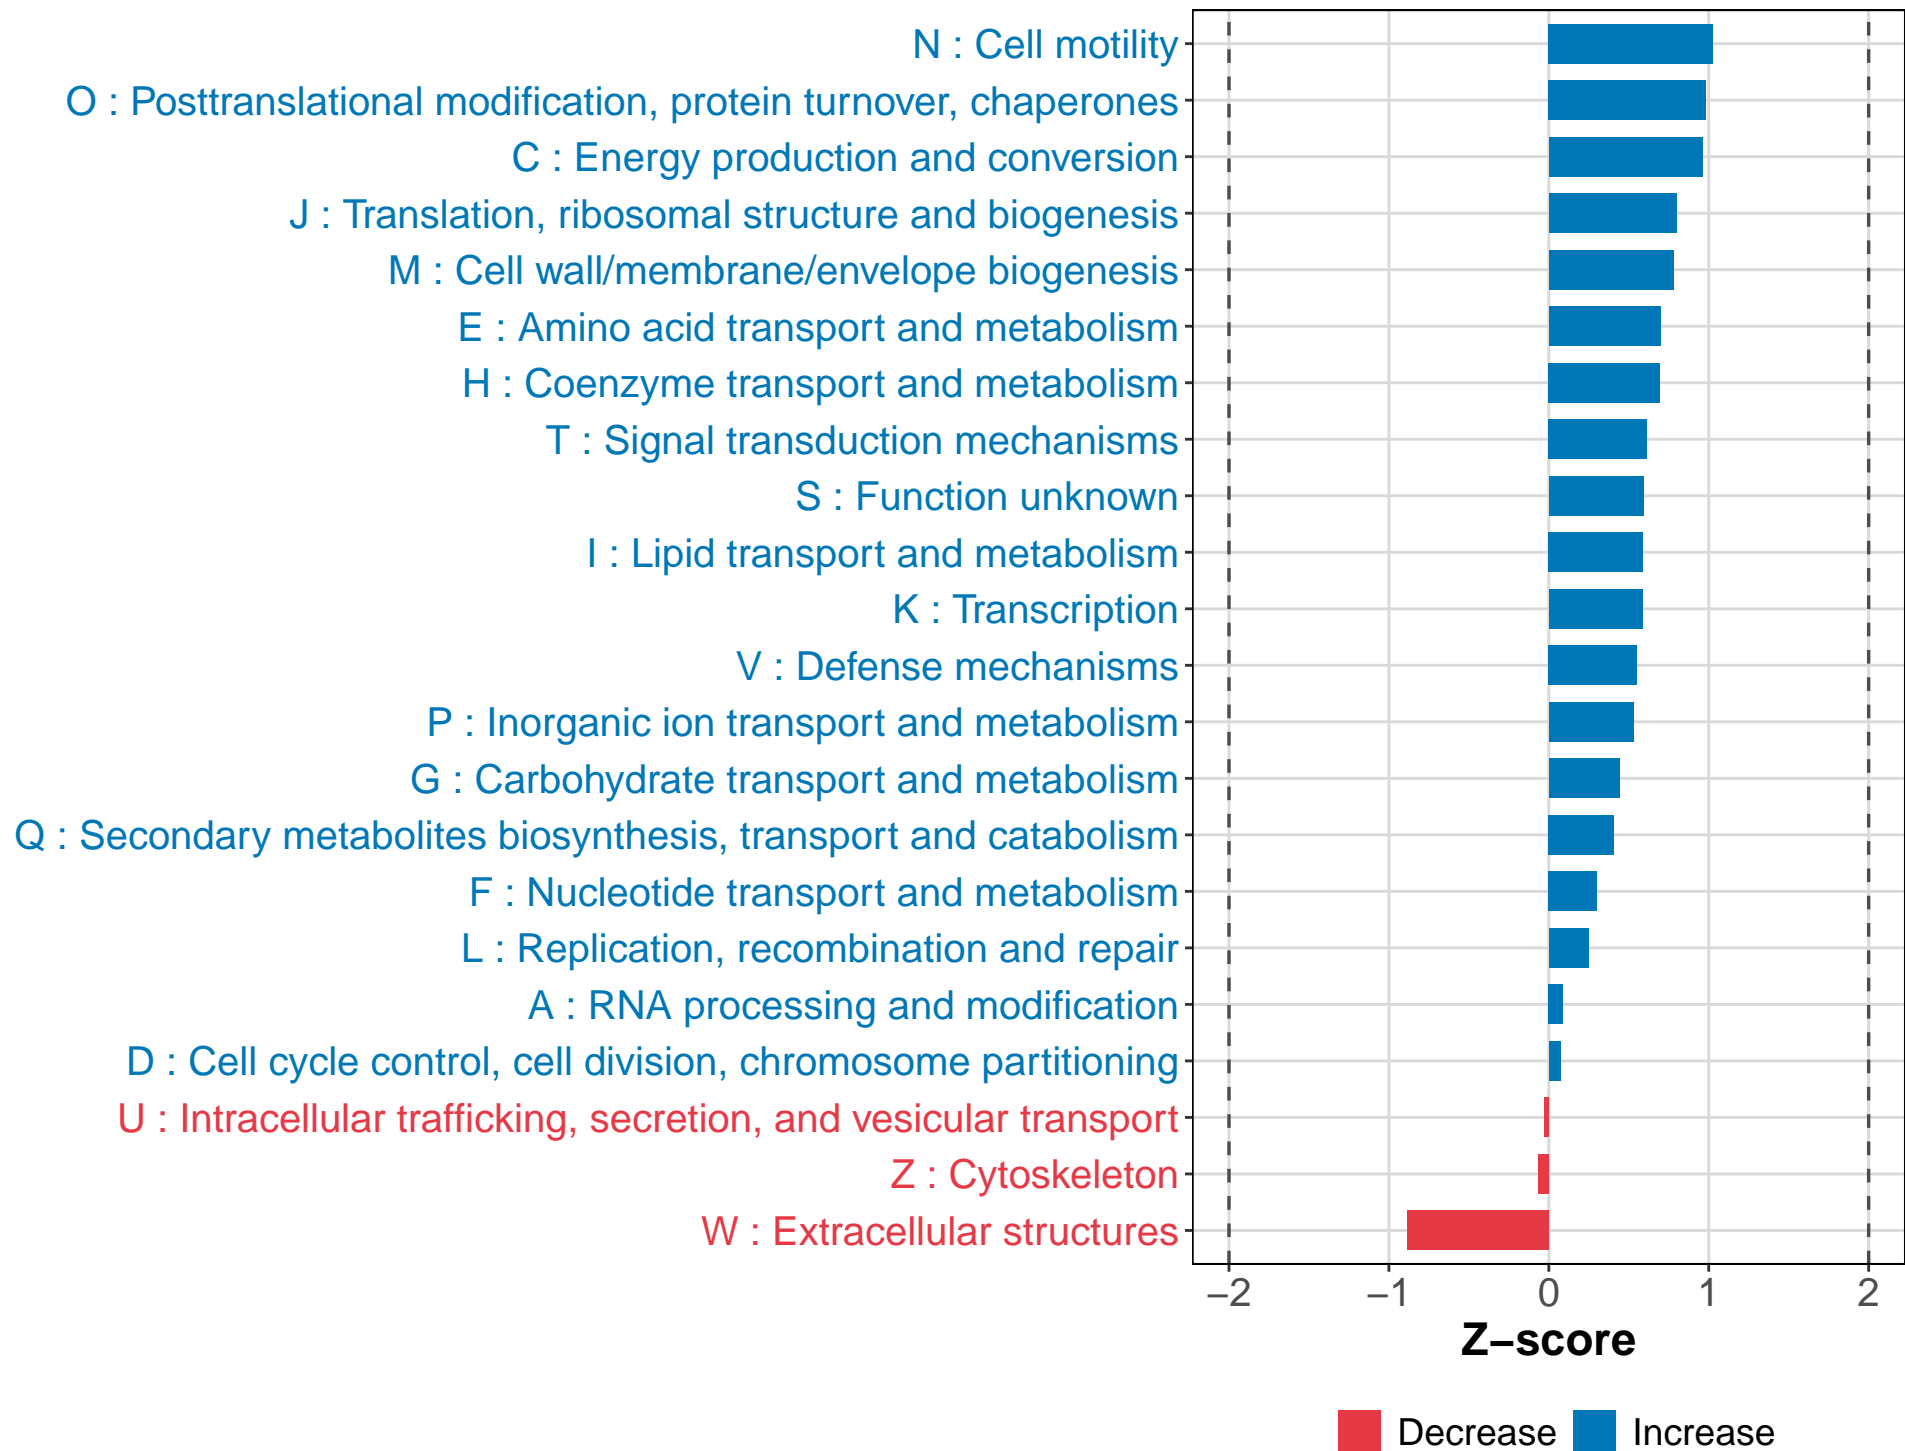 N : Cell motility
O : Posttranslational modification, protein turnover, chaperones
C : Energy production and conversion
J : Translation, ribosomal structure and biogenesis
M : Cell wall/membrane/envelope biogenesis
E : Amino acid transport and metabolism
H : Coenzyme transport and metabolism
T : Signal transduction mechanisms
S : Function unknown
I : Lipid transport and metabolism
K : Transcription
V : Defense mechanisms
P : Inorganic ion transport and metabolism
G : Carbohydrate transport and metabolism
Q : Secondary metabolites biosynthesis, transport and catabolism
F : Nucleotide transport and metabolism
L : Replication, recombination and repair
A : RNA processing and modification
D : Cell cycle control, cell division, chromosome partitioning
U : Intracellular trafficking, secretion, and vesicular transport
Z : Cytoskeleton
W : Extracellular structures
−2 −1 0 1 2
Z−score
Decrease Increase